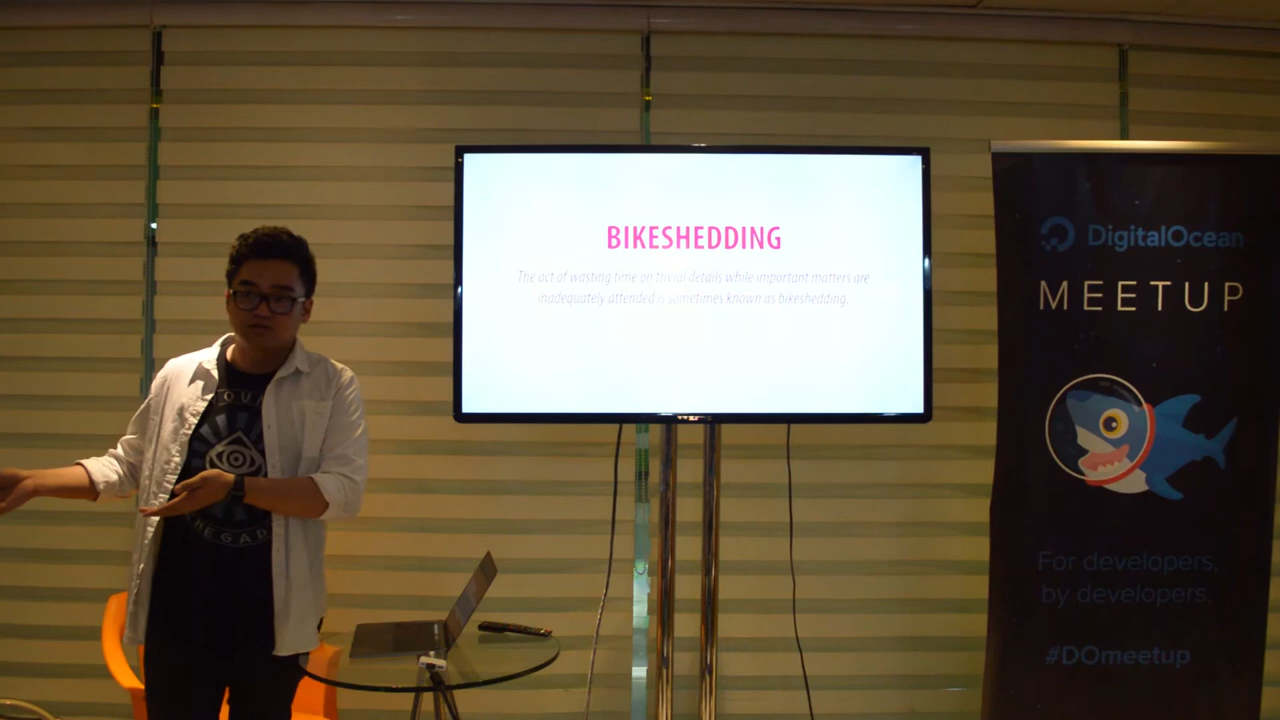 BIKESHEDDING
The act of wasting time on trivial details while important matters are
inadequately attended is sometimes known as bikeshedding.
DigitalOcean
MEETUP
For developers,
by developers.
#DOmeetup